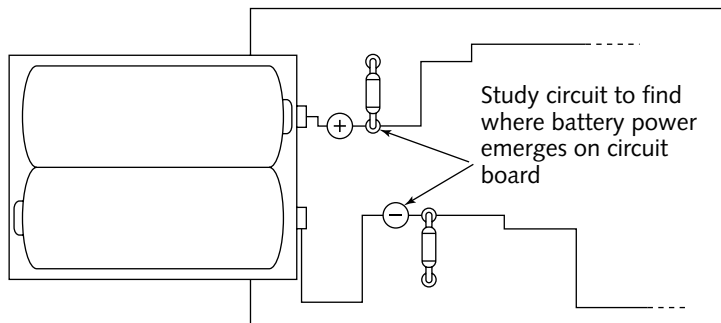 +
Study circuit to find
where battery power
emerges on circuit
board
−